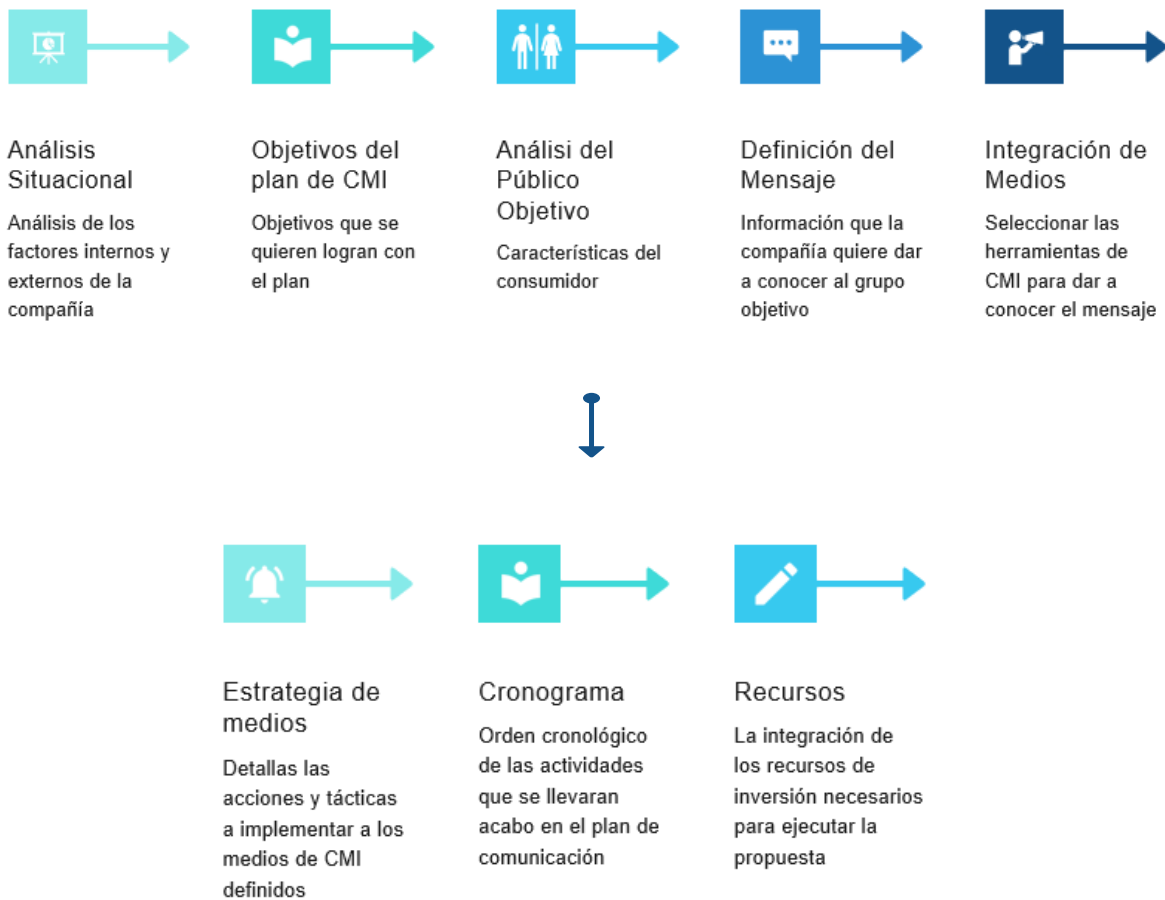 Análisis
Situacional
Análisis de los
factores internos y
externos de la
compañía
Objetivos del
plan de CMI
Objetivos que se
quieren logran con
el plan
Análisi del
Público
Objetivo
Características del
consumidor
Definición del
Mensaje
Información que la
compañía quiere dar
a conocer al grupo
objetivo
Integración de
Medios
Seleccionar las
herramientas de
CMI para dar a
conocer el mensaje
Estrategia de
medios
Detallas las
acciones y tácticas
a implementar a los
medios de CMI
definidos
Cronograma
Orden cronológico
de las actividades
que se llevaran
acabo en el plan de
comunicación
Recursos
La integración de
los recursos de
inversión necesarios
para ejecutar la
propuesta